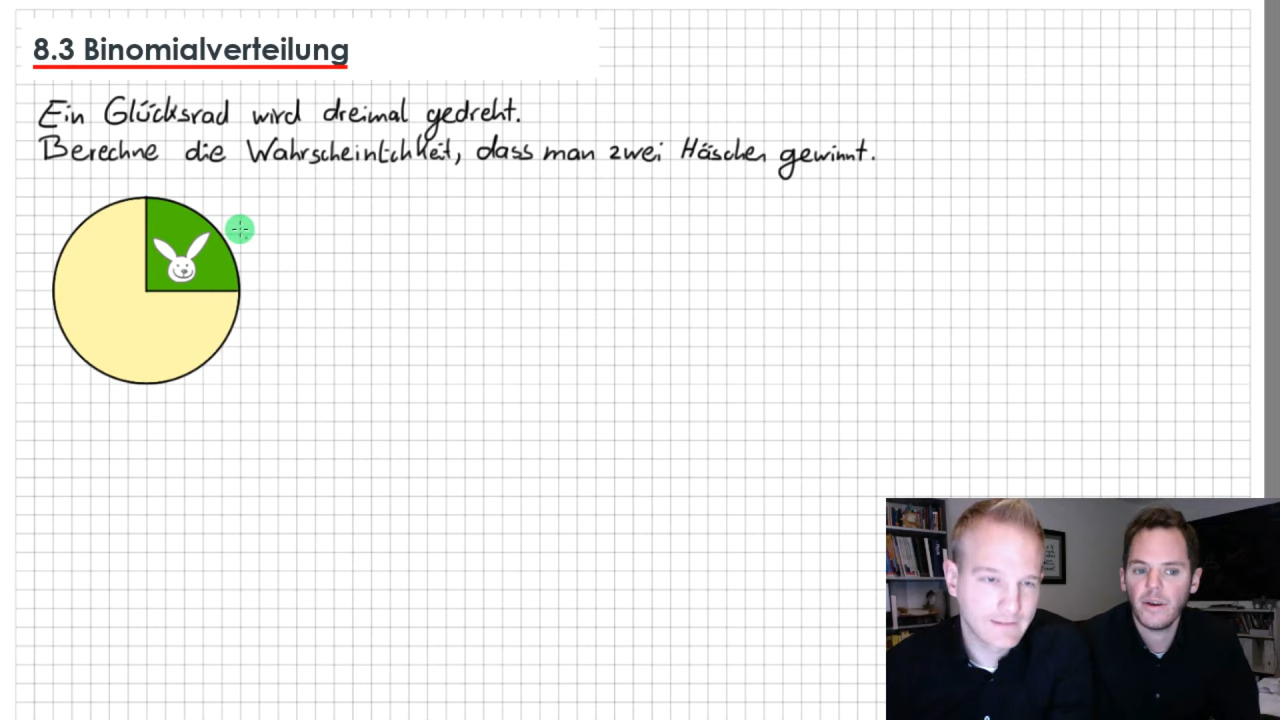 8.3 Binomialverteilung
Ein Glücksrad wird dreimal gedreht.
Berechne die Wahrscheinlichkeit, dass man zwei Häschen gewinnt.